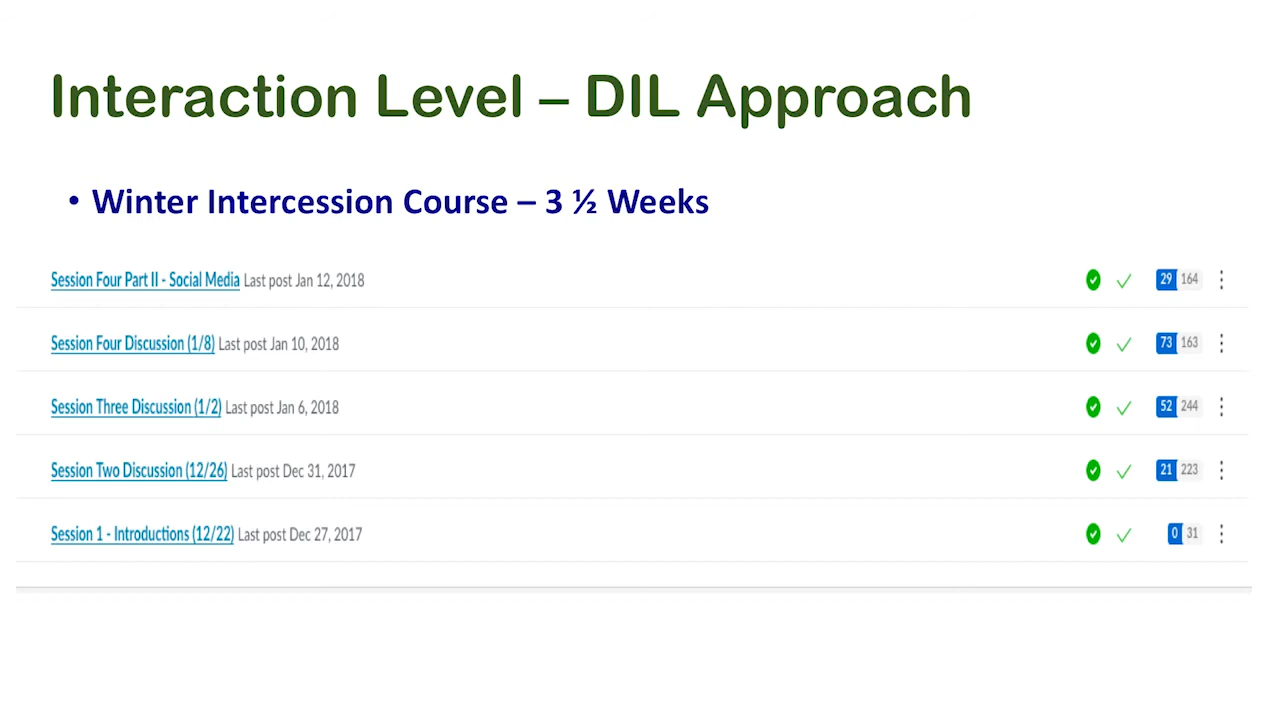 Interaction Level – DIL Approach
• Winter Intercession Course – 3 ½ Weeks
Session Four Part II - Social Media Last post Jan 12, 2018 29 164
Session Four Discussion (1/8) Last post Jan 10, 2018 73 163
Session Three Discussion (1/2) Last post Jan 6, 2018 52 244
Session Two Discussion (12/26) Last post Dec 31, 2017 21 223
Session 1 - Introductions (12/22) Last post Dec 27, 2017 0 31